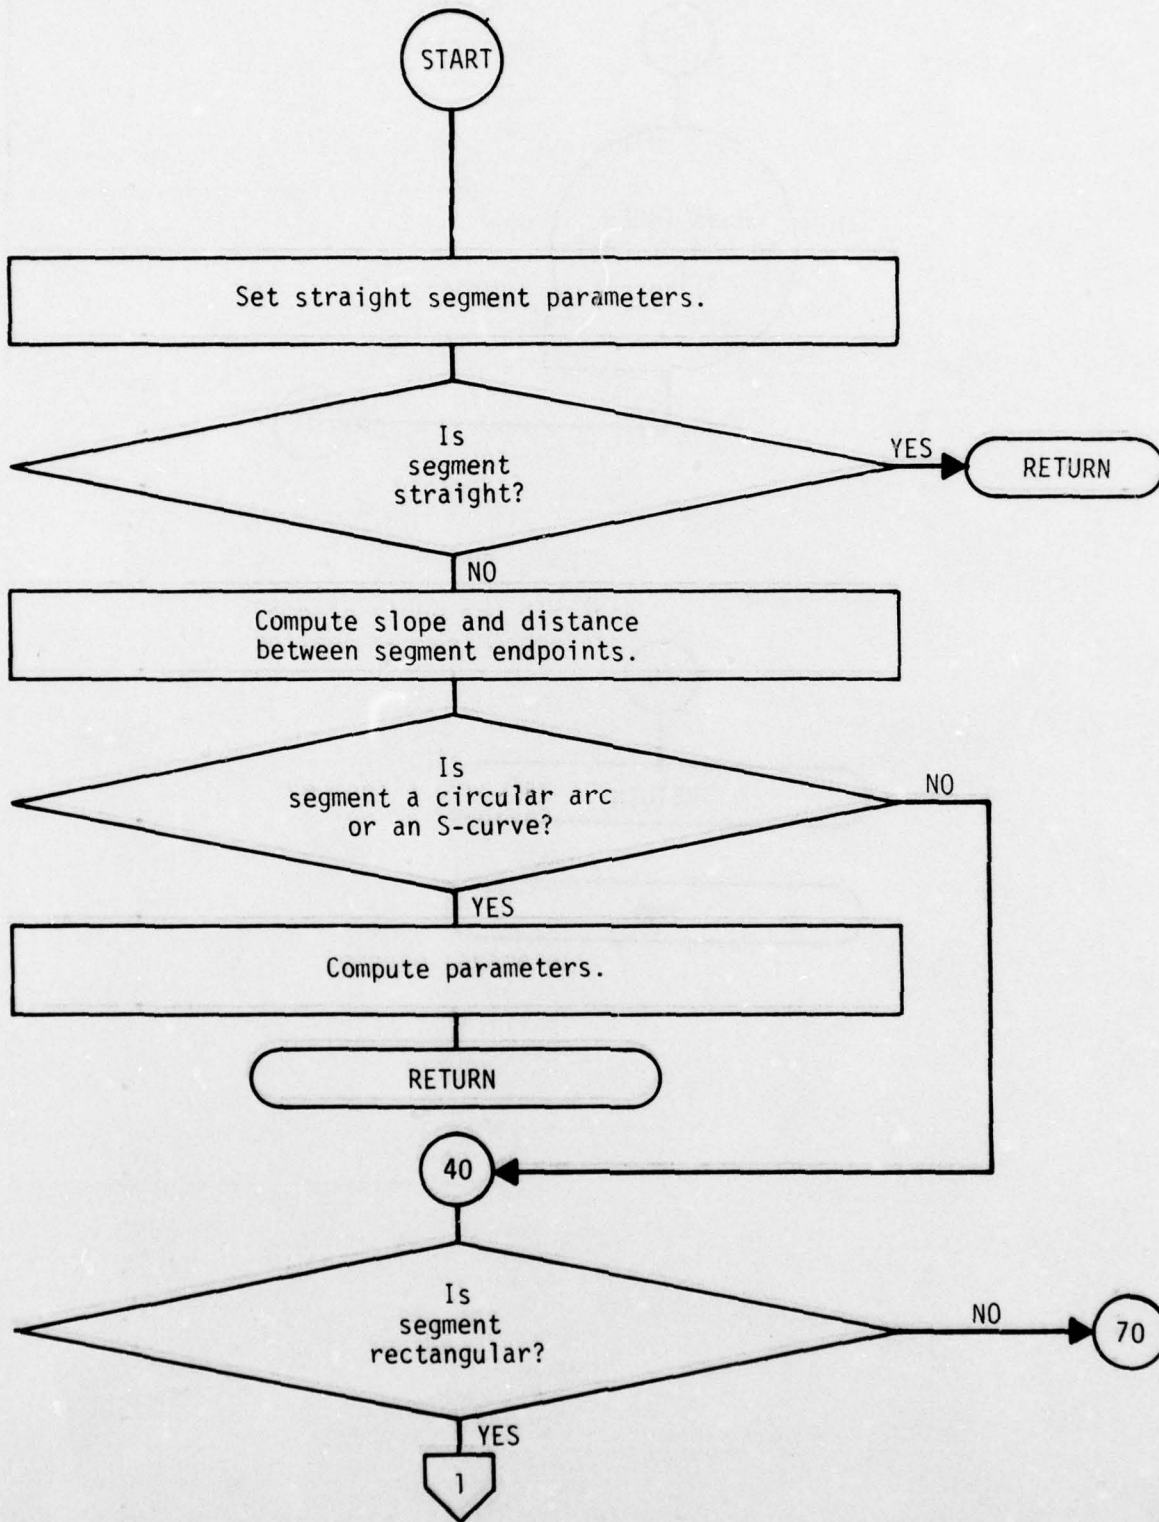 START
Set straight segment parameters.
Is
segment
straight?
YES
RETURN
NO
Compute slope and distance
between segment endpoints.
Is
segment a circular arc
or an S-curve?
NO
YES
Compute parameters.
RETURN
40
Is
segment
rectangular?
NO
70
YES
1